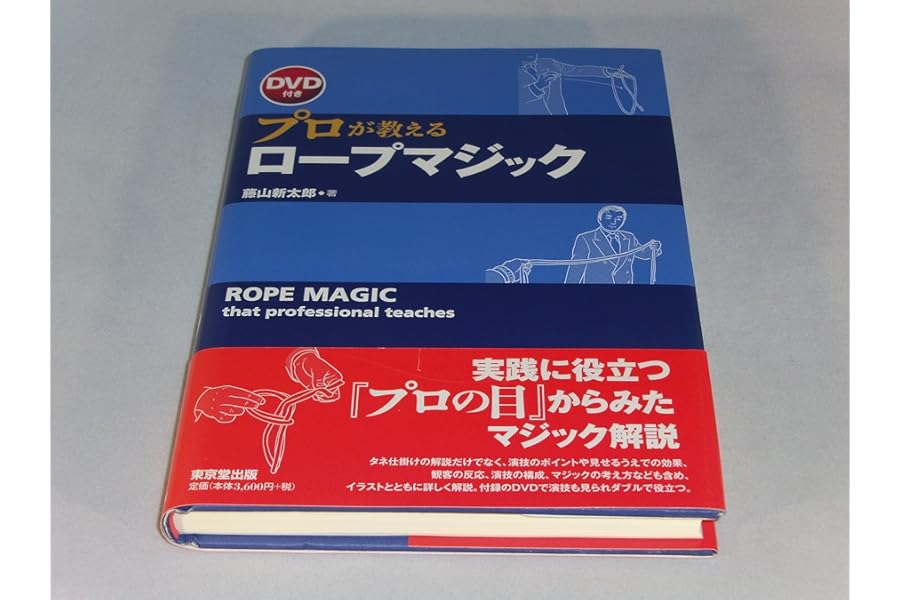 DVD
付き
プロが教える
ロープマジック
藤山新太郎・著
ROPE MAGIC
that professional teaches
実践に役立つ
『プロの目』からみた
マジック解説
タネ仕掛けの解説だけでなく、演技のポイントや見せるうえでの効果、
観客の反応、演技の構成、マジックの考え方なども含め、
イラストとともに詳しく解説。付録のDVDで演技も見られダブルで役立つ。
東京堂出版
定価(本体3,600円+税)